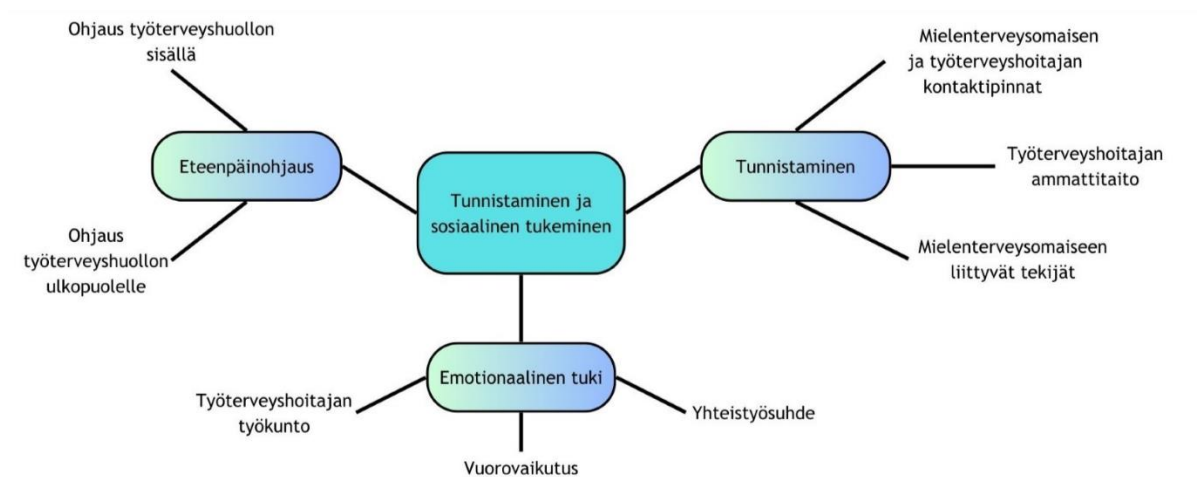 Ohjaus työterveyshuollon
sisällä
Eteenpäinohjaus
Ohjaus
työterveyshuollon
ulkopuolelle
Tunnistaminen ja
sosiaalinen tukeminen
Mielenterveysomaisen
ja työterveyshoitajan
kontaktipinnat
Tunnistaminen
Työterveyshoitajan
ammattitaito
Mielenterveysomaiseen
liittyvät tekijät
Emotionaalinen tuki
Työterveyshoitajan
työkunto
Vuorovaikutus
Yhteistyösuhde